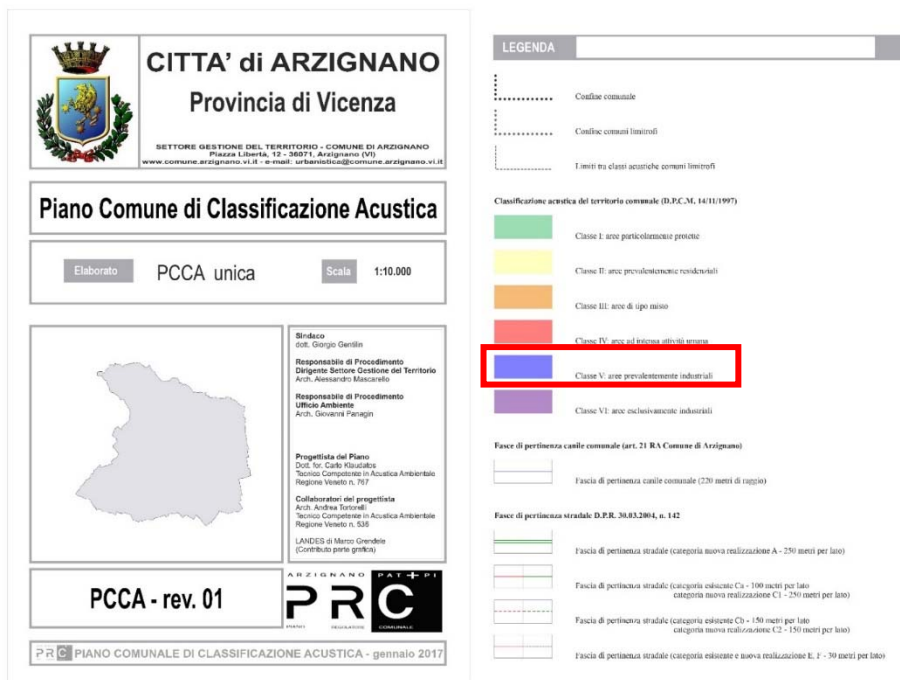 CITTA' di ARZIGNANO
Provincia di Vicenza
SETTORE GESTIONE DEL TERRITORIO - COMUNE DI ARZIGNANO
Piazza Libertà, 12 - 36071, Arzignano (VI)
www.comune.arzignano.vi.it - e-mail: urbanistica@comune.arzignano.vi.it
Piano Comune di Classificazione Acustica
Elaborato PCCA unica Scala 1:10.000
Sindaco
dott. Giorgio Gentilin
Responsabile di Procedimento
Dirigente Settore Gestione del Territorio
Arch. Alessandro Mascarello
Responsabile di Procedimento
Ufficio Ambiente
Arch. Giovanni Panagin
Progettista del Piano
Dott. for. Carlo Klaudatos
Tecnico Competente in Acustica Ambientale
Regione Veneto n. 767
Collaboratori del progettista
Arch. Andrea Tortorelli
Tecnico Competente in Acustica Ambientale
Regione Veneto n. 538
LANDES di Marco Grendele
(Contributo parte grafica)
PCCA - rev. 01
ARZIGNANO PAT + PI
PRC
PIANO REGOLATORE COMUNALE
PRC PIANO COMUNALE DI CLASSIFICAZIONE ACUSTICA - gennaio 2017
LEGENDA
Confine comunale
Confine comuni limitrofi
Limiti tra classi acustiche comuni limitrofi
Classificazione acustica del territorio comunale (D.P.C.M. 14/11/1997)
Classe I: aree particolarmente protette
Classe II: aree prevalentemente residenziali
Classe III: aree di tipo misto
Classe IV: aree ad intensa attività umana
Classe V: aree prevalentemente industriali
Classe VI: aree esclusivamente industriali
Fasce di pertinenza canile comunale (art. 21 RA Comune di Arzignano)
Fascia di pertinenza canile comunale (220 metri di raggio)
Fasce di pertinenza stradale D.P.R. 30.03.2004, n. 142
Fascia di pertinenza stradale (categoria nuova realizzazione A - 250 metri per lato)
Fascia di pertinenza stradale (categoria esistente Ca - 100 metri per lato
categoria nuova realizzazione C1 - 250 metri per lato)
Fascia di pertinenza stradale (categoria esistente Cb - 150 metri per lato
categoria nuova realizzazione C2 - 150 metri per lato)
Fascia di pertinenza stradale (categoria esistente e nuova realizzazione E, F - 30 metri per lato)